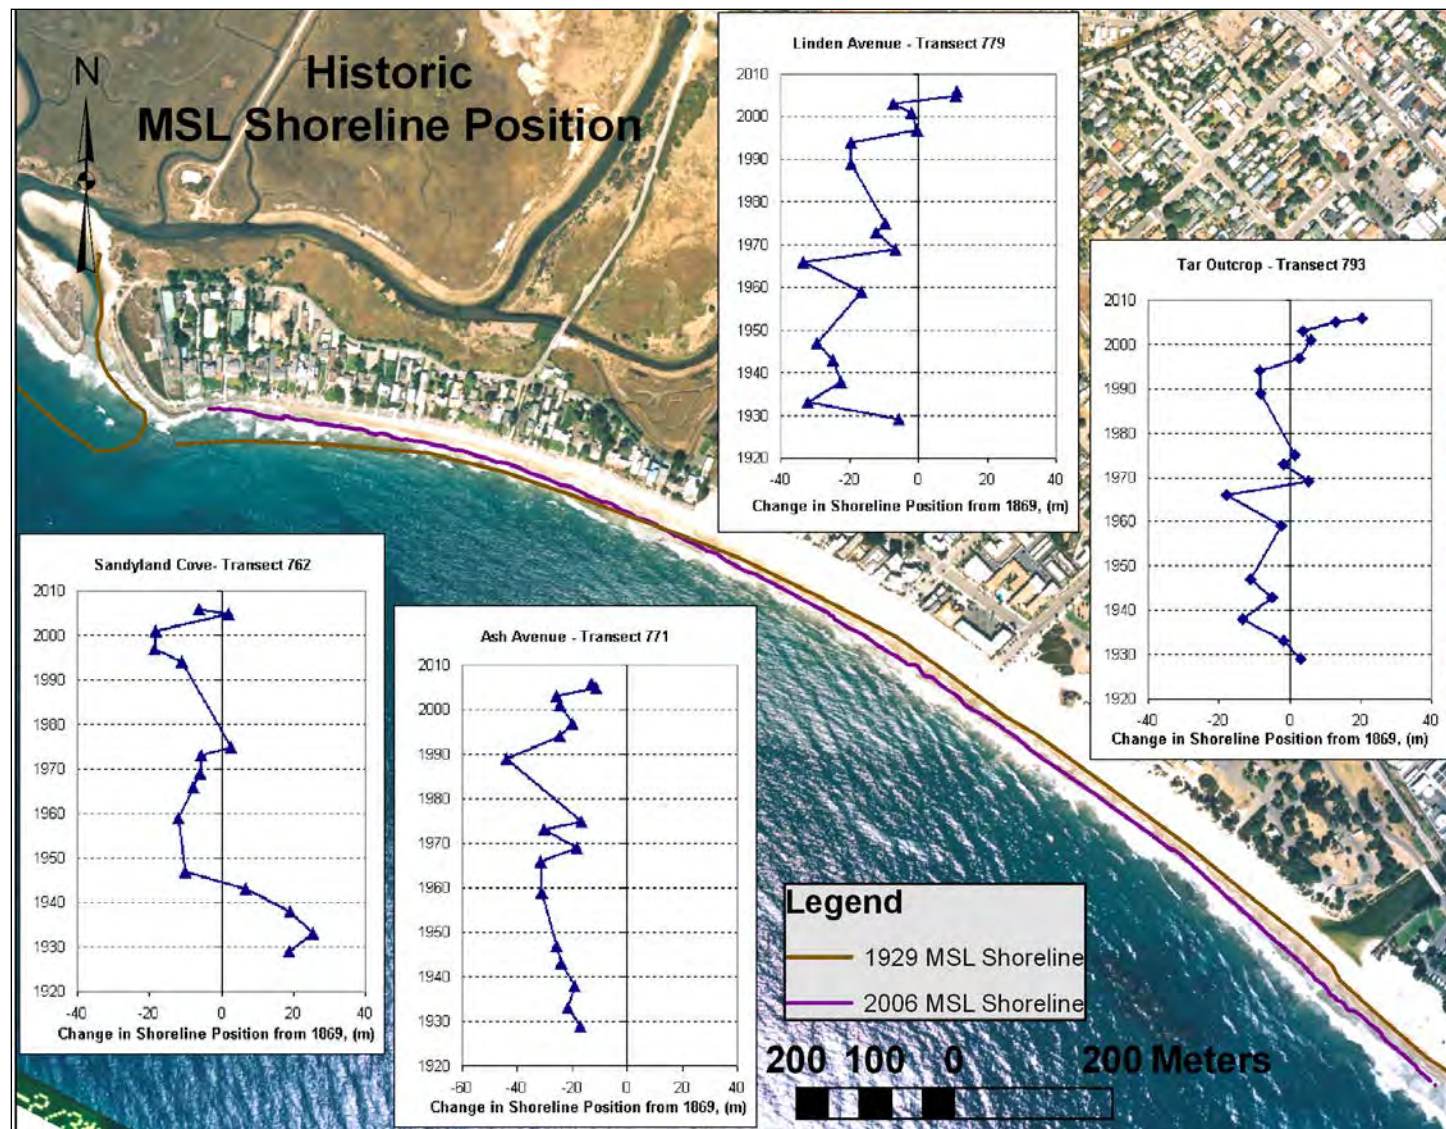 Historic
MSL Shoreline Position
N
Linden Avenue - Transect 779
2010
2000
1990
1980
1970
1960
1950
1940
1930
1920
-40 -20 0 20 40
Change in Shoreline Position from 1869, (m)
Tar Outcrop - Transect 793
2010
2000
1990
1980
1970
1960
1950
1940
1930
1920
-40 -20 0 20 40
Change in Shoreline Position from 1869, (m)
Sandyland Cove- Transect 762
2010
2000
1990
1980
1970
1960
1950
1940
1930
1920
-40 -20 0 20 40
Change in Shoreline Position from 1869, (m)
Ash Avenue - Transect 771
2010
2000
1990
1980
1970
1960
1950
1940
1930
1920
-60 -40 -20 0 20 40
Change in Shoreline Position from 1869, (m)
Legend
1929 MSL Shoreline
2006 MSL Shoreline
200 100 0 200 Meters